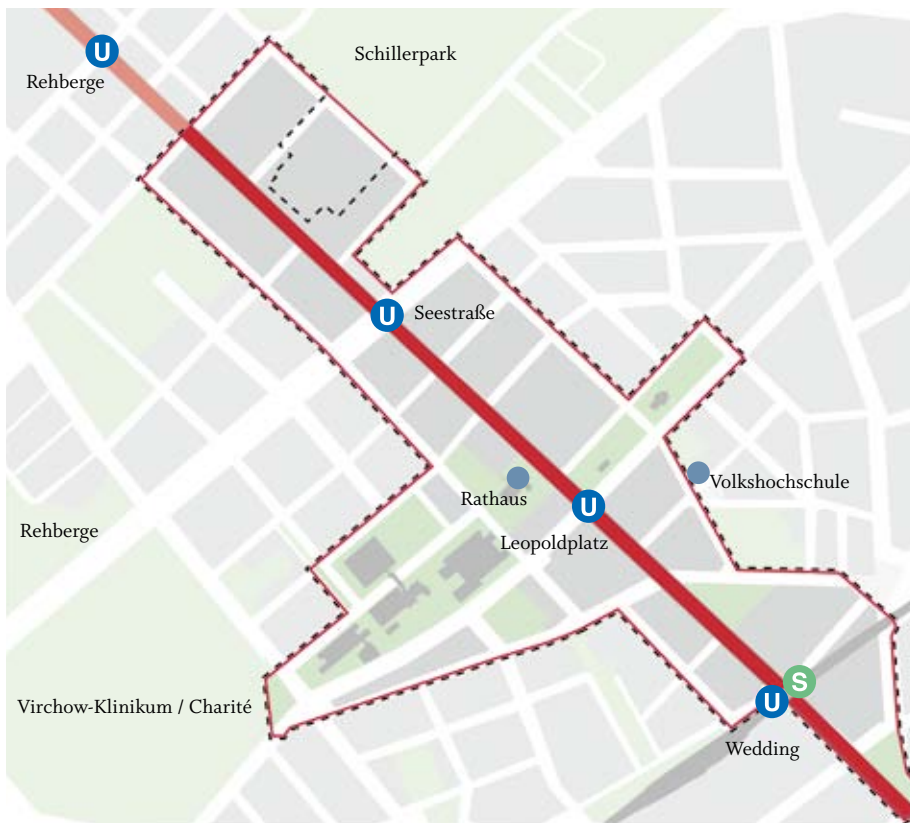 U
Schillerpark
Rehberge
U
Seestraße
Rathaus
Volkshochschule
U
Leopoldplatz
Rehberge
S
U
Virchow-Klinikum / Charité
Wedding